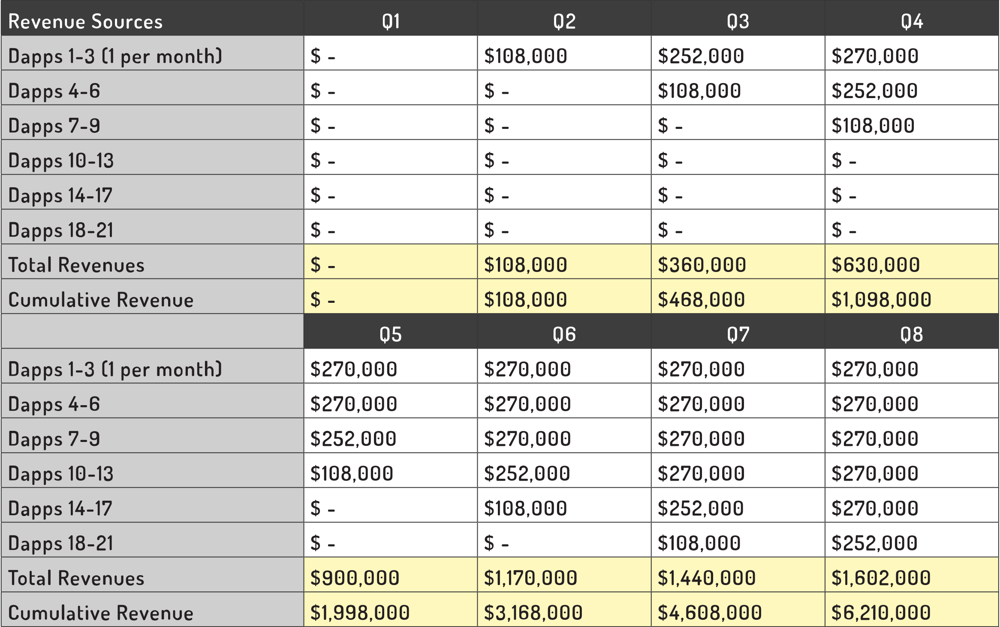 Revenue Sources Q1 Q2 Q3 Q4
Dapps 1-3 (1 per month) $ - $108,000 $252,000 $270,000
Dapps 4-6 $ - $ - $108,000 $252,000
Dapps 7-9 $ - $ - $ - $108,000
Dapps 10-13 $ - $ - $ - $ -
Dapps 14-17 $ - $ - $ - $ -
Dapps 18-21 $ - $ - $ - $ -
Total Revenues $ - $108,000 $360,000 $630,000
Cumulative Revenue $ - $108,000 $468,000 $1,098,000
Q5 Q6 Q7 Q8
Dapps 1-3 (1 per month) $270,000 $270,000 $270,000 $270,000
Dapps 4-6 $270,000 $270,000 $270,000 $270,000
Dapps 7-9 $252,000 $270,000 $270,000 $270,000
Dapps 10-13 $108,000 $252,000 $270,000 $270,000
Dapps 14-17 $ - $108,000 $252,000 $270,000
Dapps 18-21 $ - $ - $108,000 $252,000
Total Revenues $900,000 $1,170,000 $1,440,000 $1,602,000
Cumulative Revenue $1,998,000 $3,168,000 $4,608,000 $6,210,000